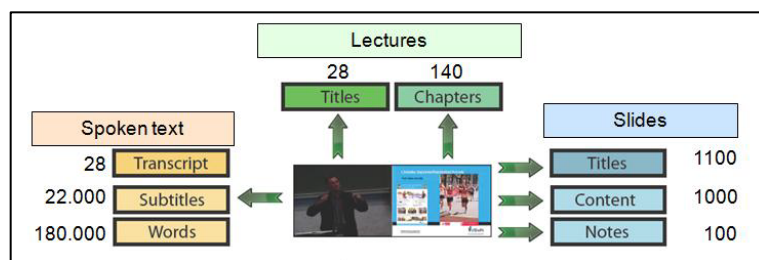 Lectures
28 140
Titles Chapters
Spoken text
28 Transcript
22.000 Subtitles
180.000 Words
Slides
Titles 1100
Content 1000
Notes 100